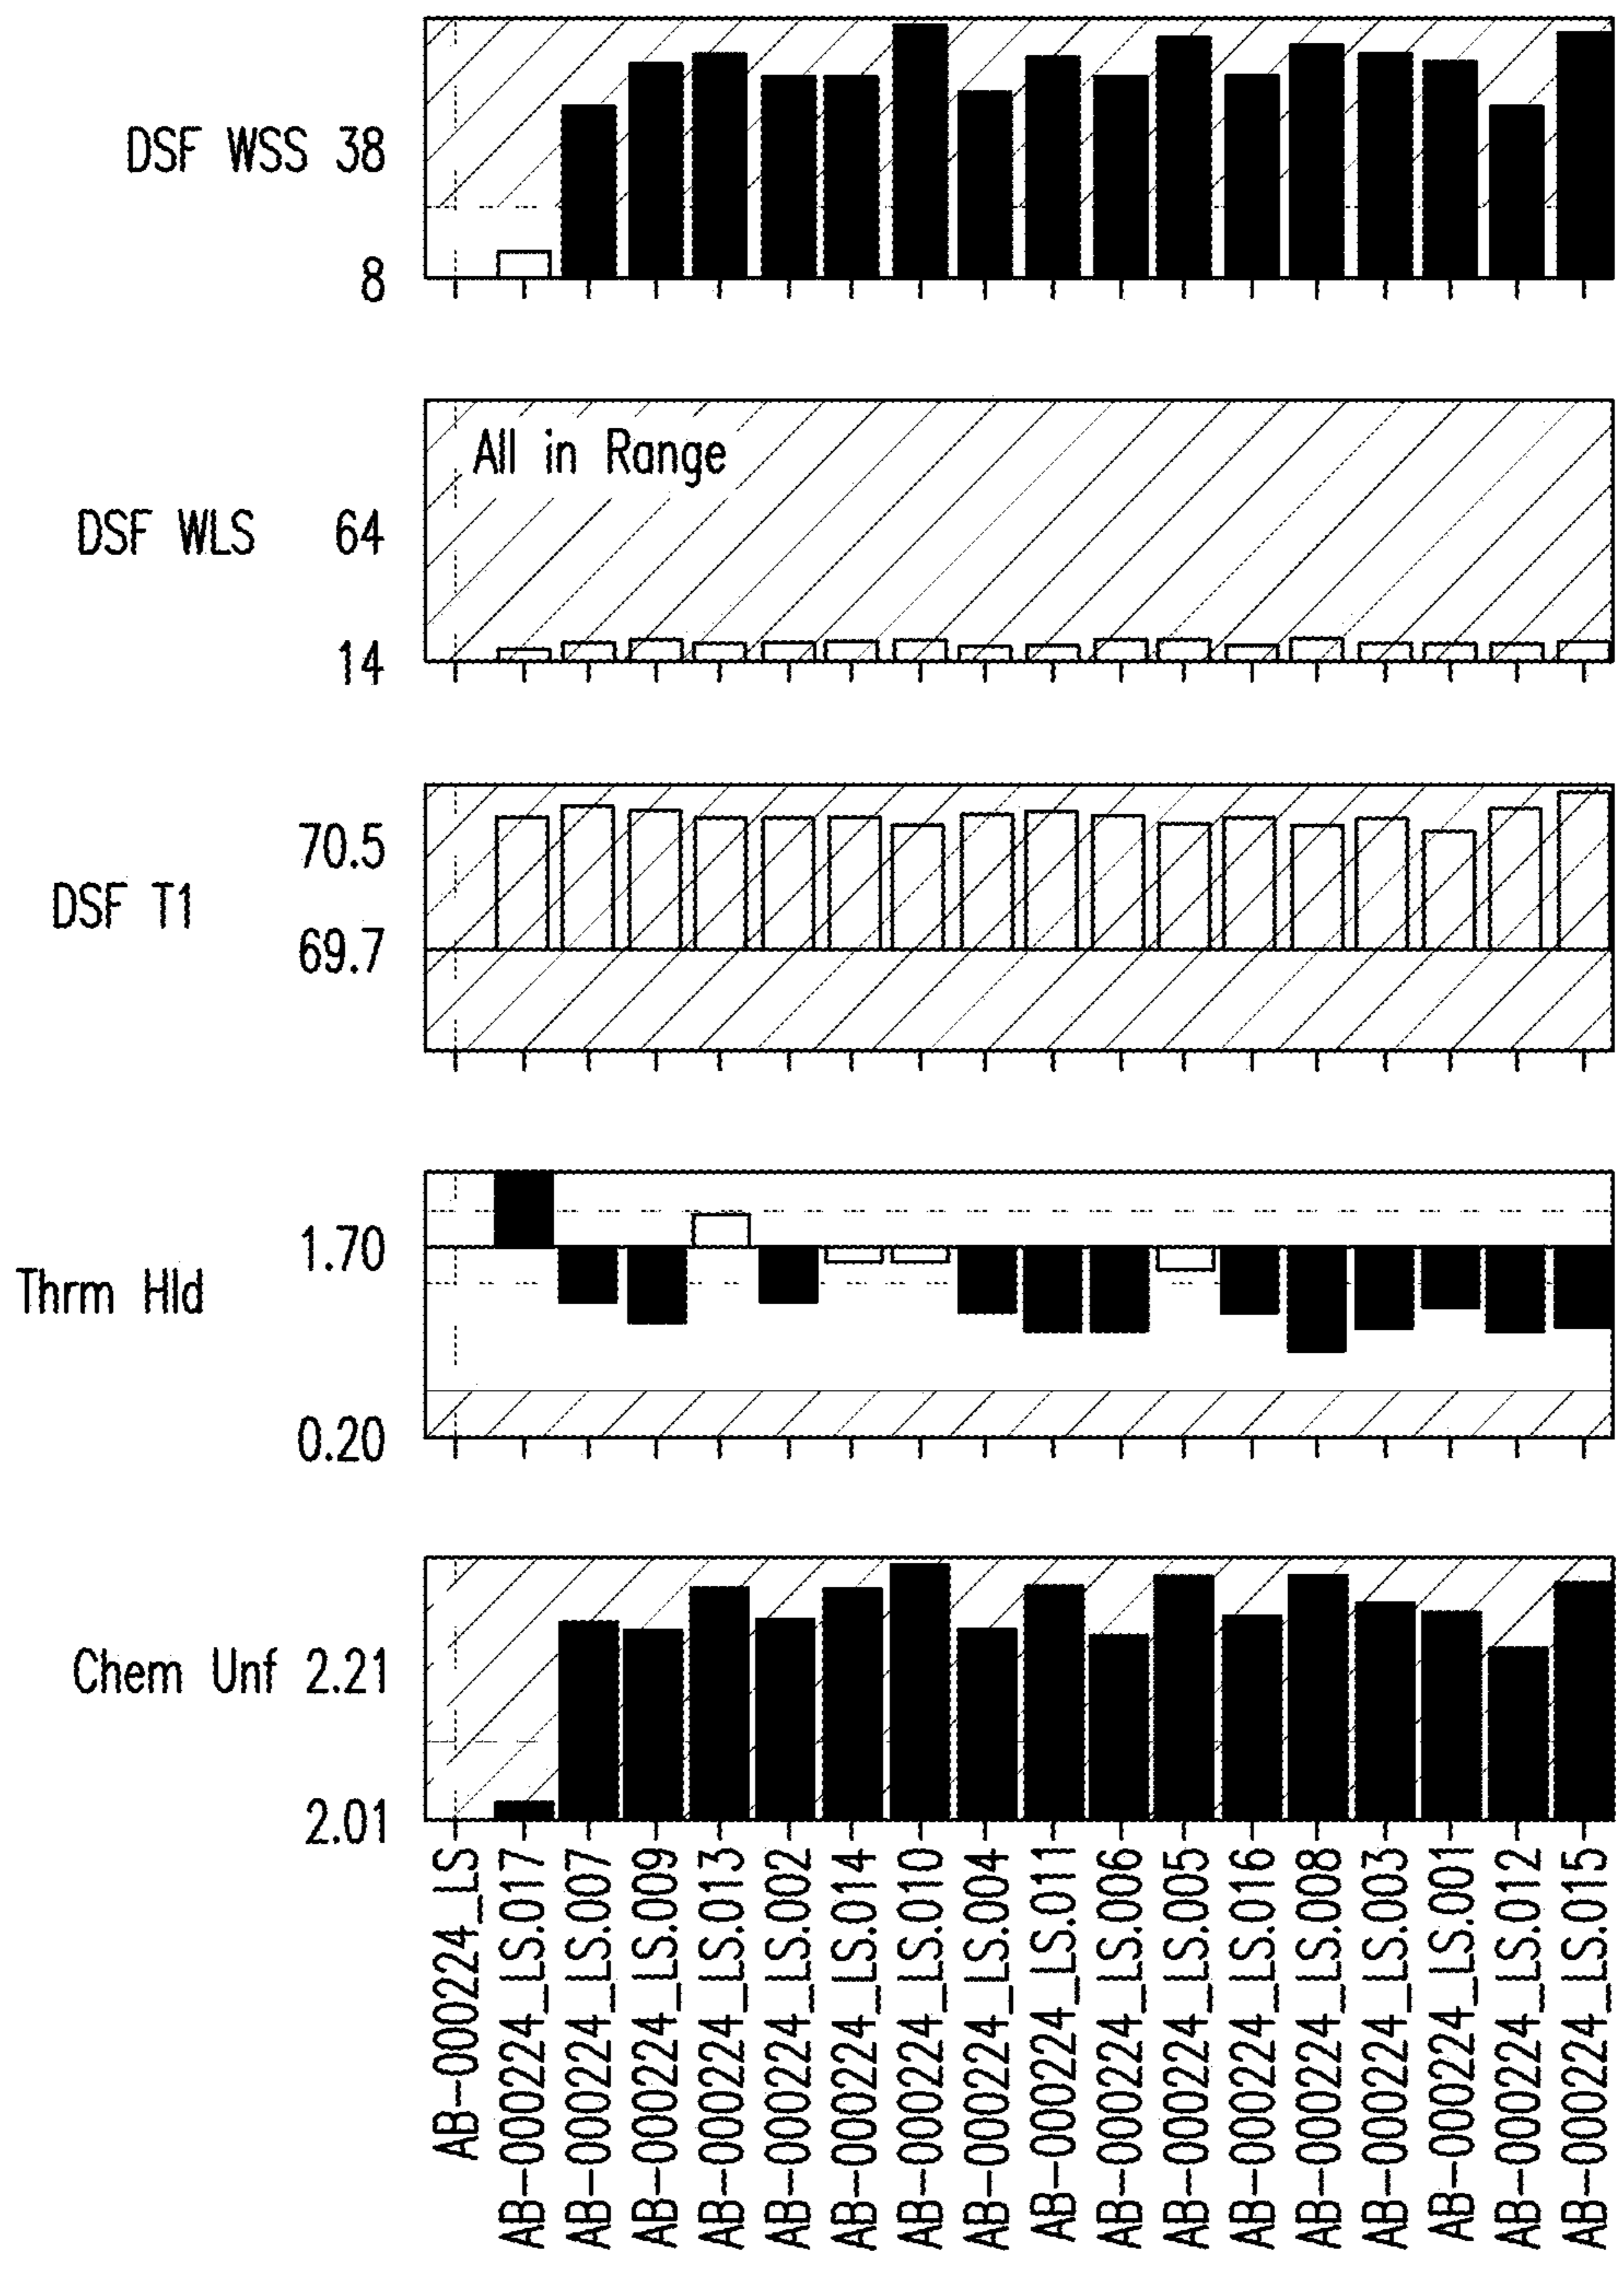 DSF WSS 38
8
All in Range
DSF WLS 64
14
70.5
DSF T1
69.7
1.70
Thrm Hld
0.20
Chem Unf 2.21
2.01
AB-000224_LS
AB-000224_LS.017
AB-000224_LS.007
AB-000224_LS.009
AB-000224_LS.013
AB-000224_LS.002
AB-000224_LS.014
AB-000224_LS.010
AB-000224_LS.004
AB-000224_LS.011
AB-000224_LS.006
AB-000224_LS.005
AB-000224_LS.016
AB-000224_LS.008
AB-000224_LS.003
AB-000224_LS.001
AB-000224_LS.012
AB-000224_LS.015